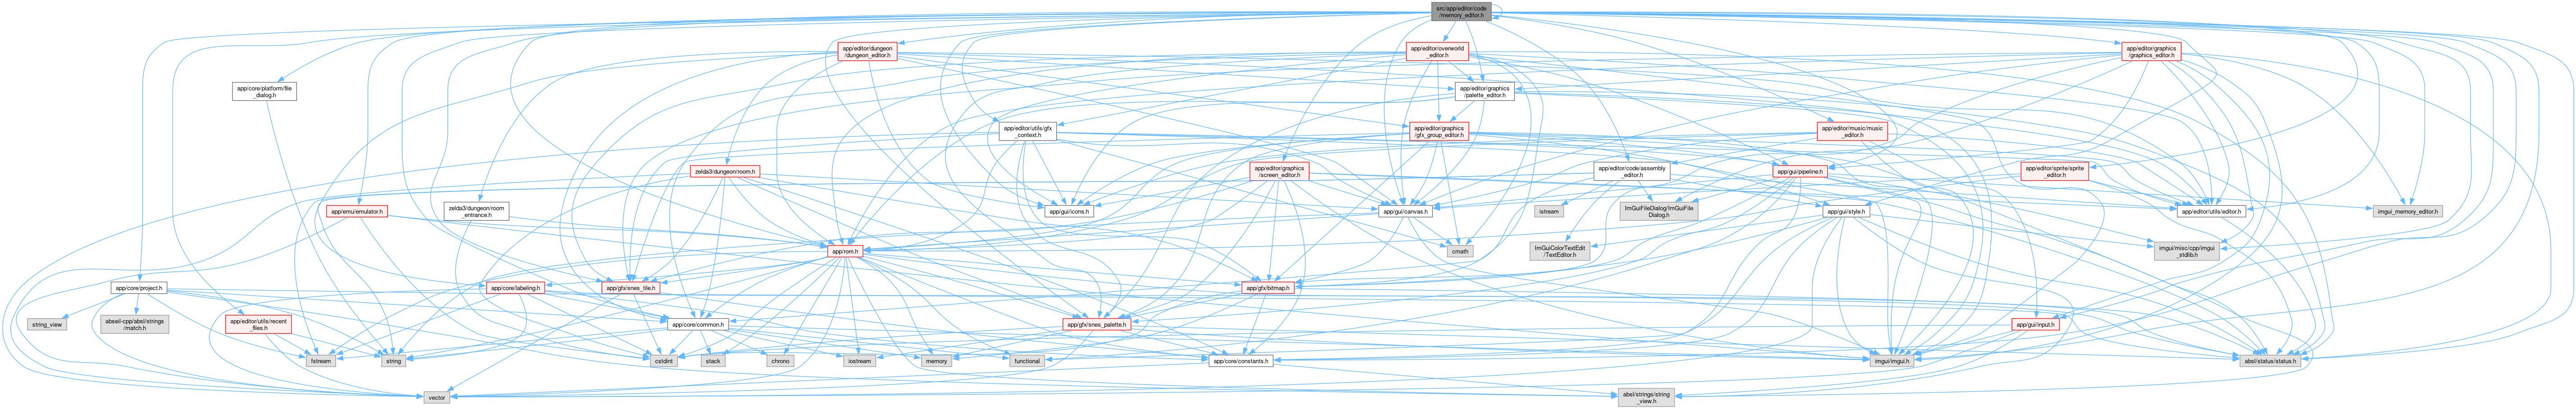 src/app/editor/code
/memory_editor.h
app/editor/dungeon
/dungeon_editor.h
app/editor/overworld
_editor.h
app/editor/graphics
/graphics_editor.h
app/core/platform/file
_dialog.h
app/editor/graphics
/palette_editor.h
app/editor/utils/gfx
_context.h
app/editor/graphics
/gfx_group_editor.h
app/editor/music/music
_editor.h
zelda3/dungeon/room.h
app/editor/graphics
/screen_editor.h
app/editor/code/assembly
_editor.h
app/gui/pipeline.h
app/editor/sprite/sprite
_editor.h
app/emu/emulator.h
zelda3/dungeon/room
_entrance.h
app/gui/icons.h
app/gui/canvas.h
istream
ImGuiFileDialog/ImGuiFile
Dialog.h
app/gui/style.h
app/editor/utils/editor.h
imgui_memory_editor.h
app/rom.h
cmath
ImGuiColorTextEdit
/TextEditor.h
imgui/misc/cpp/imgui
_stdlib.h
app/core/project.h
app/core/labeling.h
app/gfx/snes_tile.h
app/gfx/bitmap.h
string_view
abseil-cpp/absl/strings
/match.h
app/editor/utils/recent
_files.h
app/core/common.h
app/gfx/snes_palette.h
app/gui/input.h
fstream
string
cstdint
stack
chrono
iostream
memory
functional
app/core/constants.h
imgui/imgui.h
absl/status/status.h
vector
absl/strings/string
_view.h